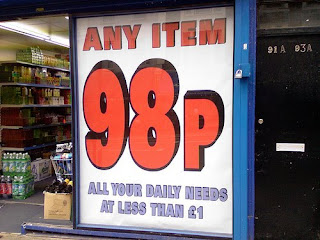 ANY ITEM
98P
ALL YOUR DAILY NEEDS
AT LESS THAN £1
91A 93A